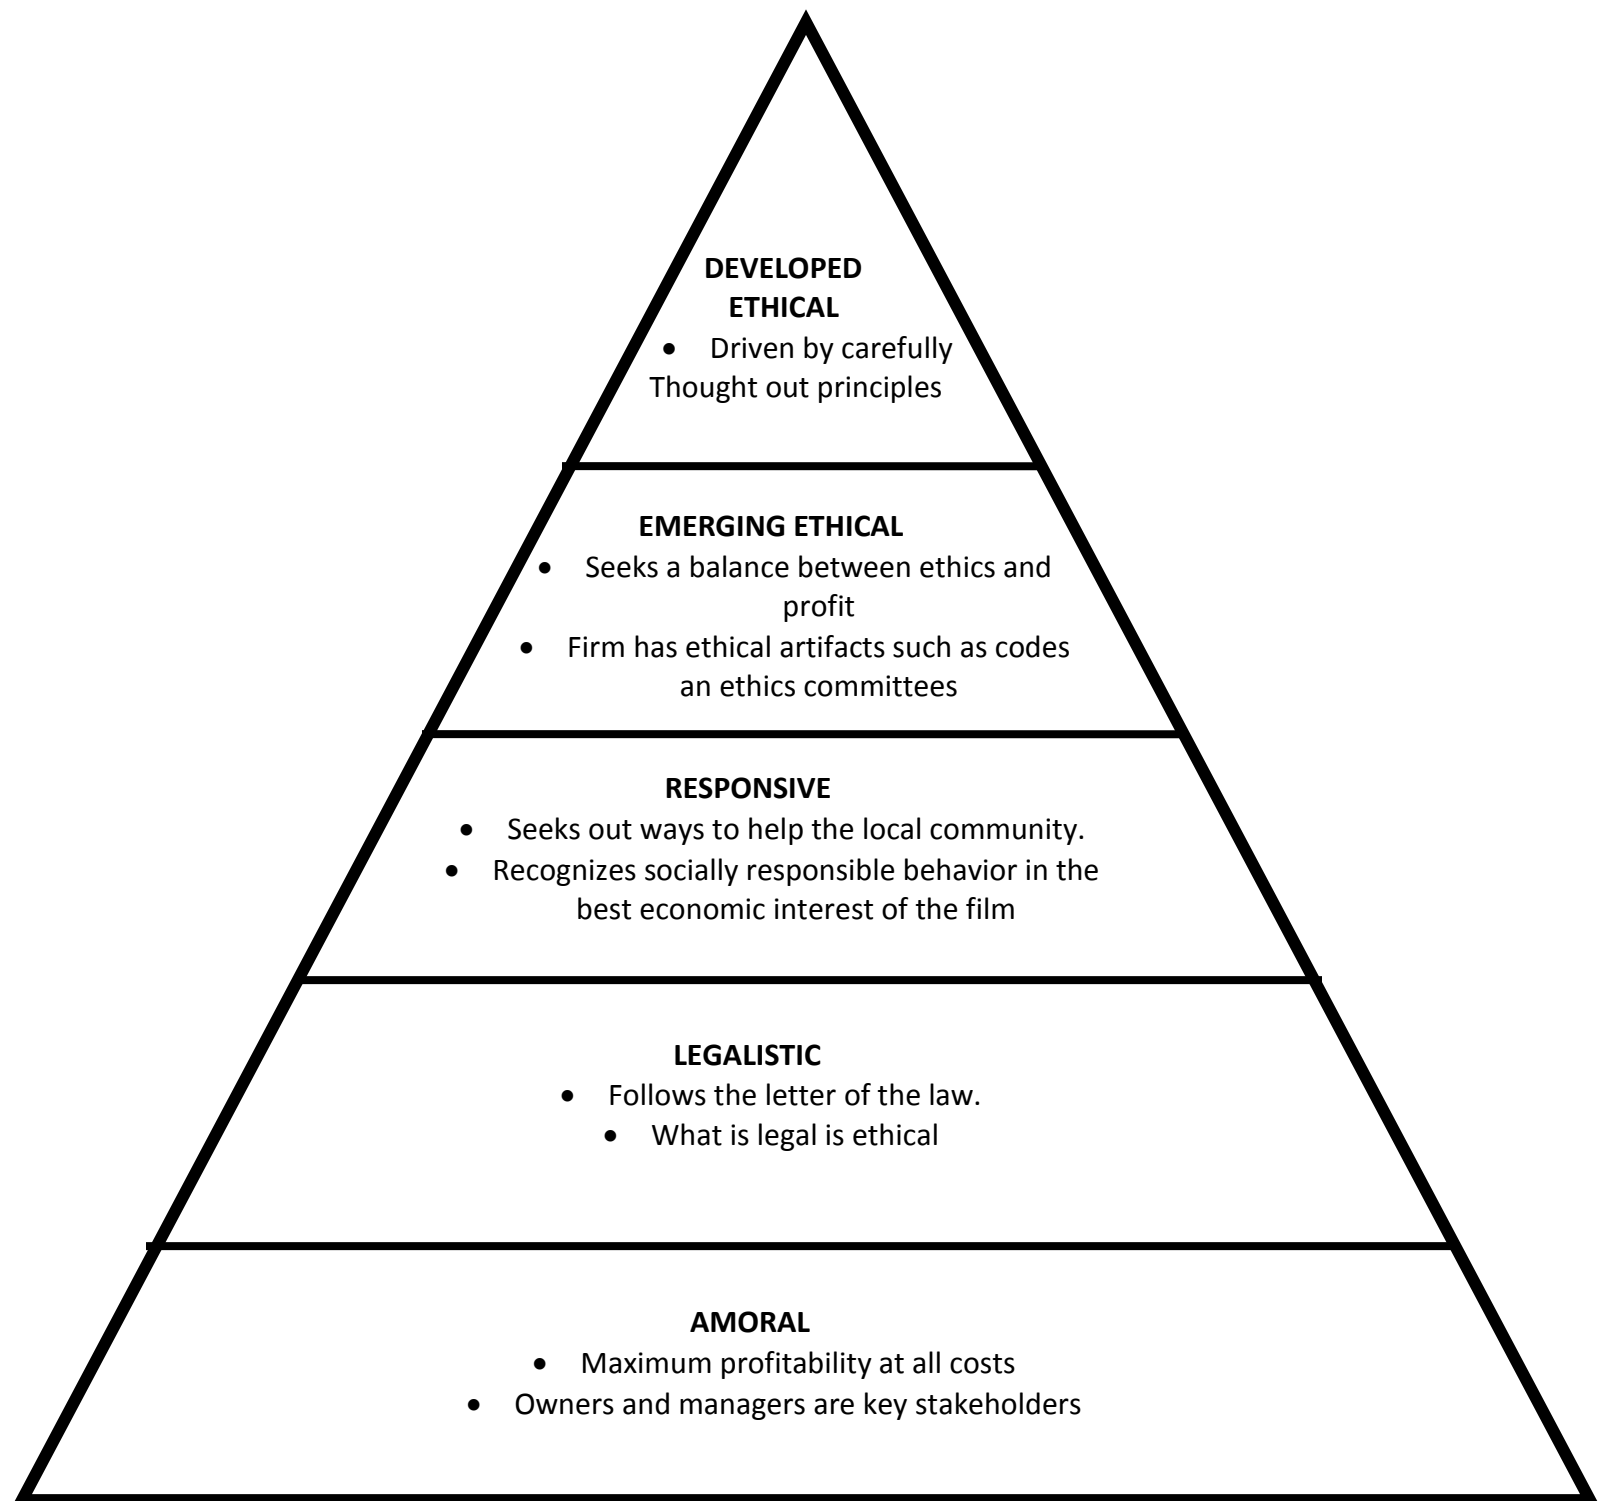 DEVELOPED
ETHICAL
• Driven by carefully
Thought out principles
EMERGING ETHICAL
• Seeks a balance between ethics and
profit
• Firm has ethical artifacts such as codes
an ethics committees
RESPONSIVE
• Seeks out ways to help the local community.
• Recognizes socially responsible behavior in the
best economic interest of the film
LEGALISTIC
• Follows the letter of the law.
• What is legal is ethical
AMORAL
• Maximum profitability at all costs
• Owners and managers are key stakeholders